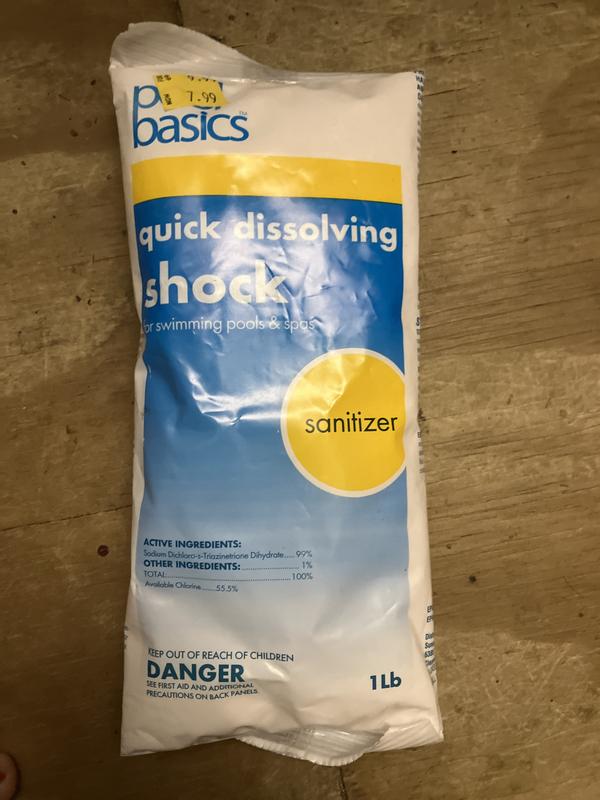 7.99
basics™
quick dissolving
shock
for swimming pools & spas
sanitizer
ACTIVE INGREDIENTS:
Sodium Dichloro-s-Triazinetrione Dihydrate..... 99%
OTHER INGREDIENTS: ........................ 1%
TOTAL.................................................. 100%
Available Chlorine.......55.5%
KEEP OUT OF REACH OF CHILDREN
DANGER
SEE FIRST AID AND ADDITIONAL
PRECAUTIONS ON BACK PANELS.
1Lb